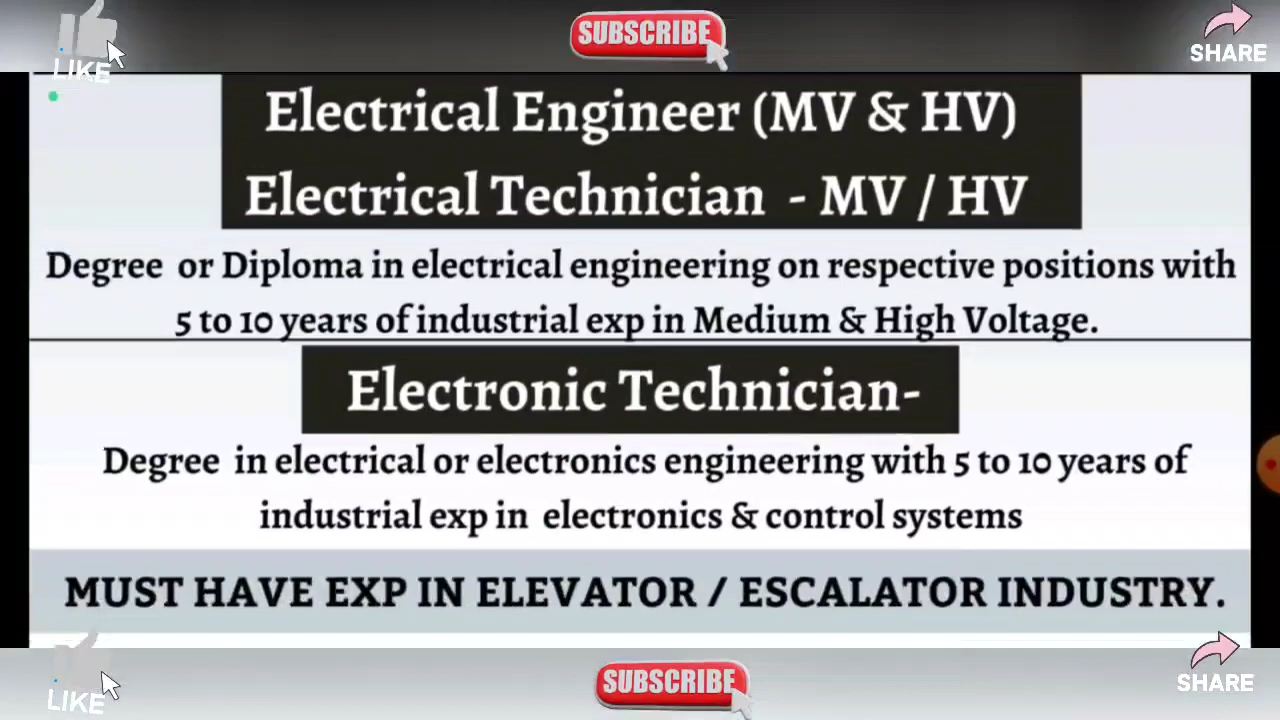 LIKE
SUBSCRIBE
SHARE
Electrical Engineer (MV & HV)
Electrical Technician - MV / HV
Degree or Diploma in electrical engineering on respective positions with
5 to 10 years of industrial exp in Medium & High Voltage.
Electronic Technician-
Degree in electrical or electronics engineering with 5 to 10 years of
industrial exp in electronics & control systems
MUST HAVE EXP IN ELEVATOR / ESCALATOR INDUSTRY.
LIKE
SUBSCRIBE
SHARE